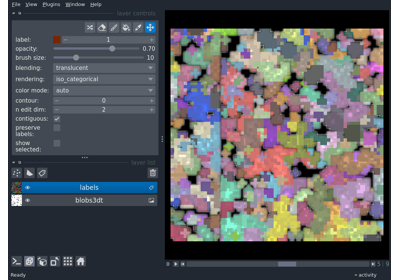 File View Plugins Window Help
layer controls
label: 1
opacity: 0.70
brush size: 10
blending: translucent
rendering: iso_categorical
color mode: auto
contour: 0
n edit dim: 2
contiguous:
preserve
labels:
show
selected:
layer list
labels
blobs3dt
Ready
activity